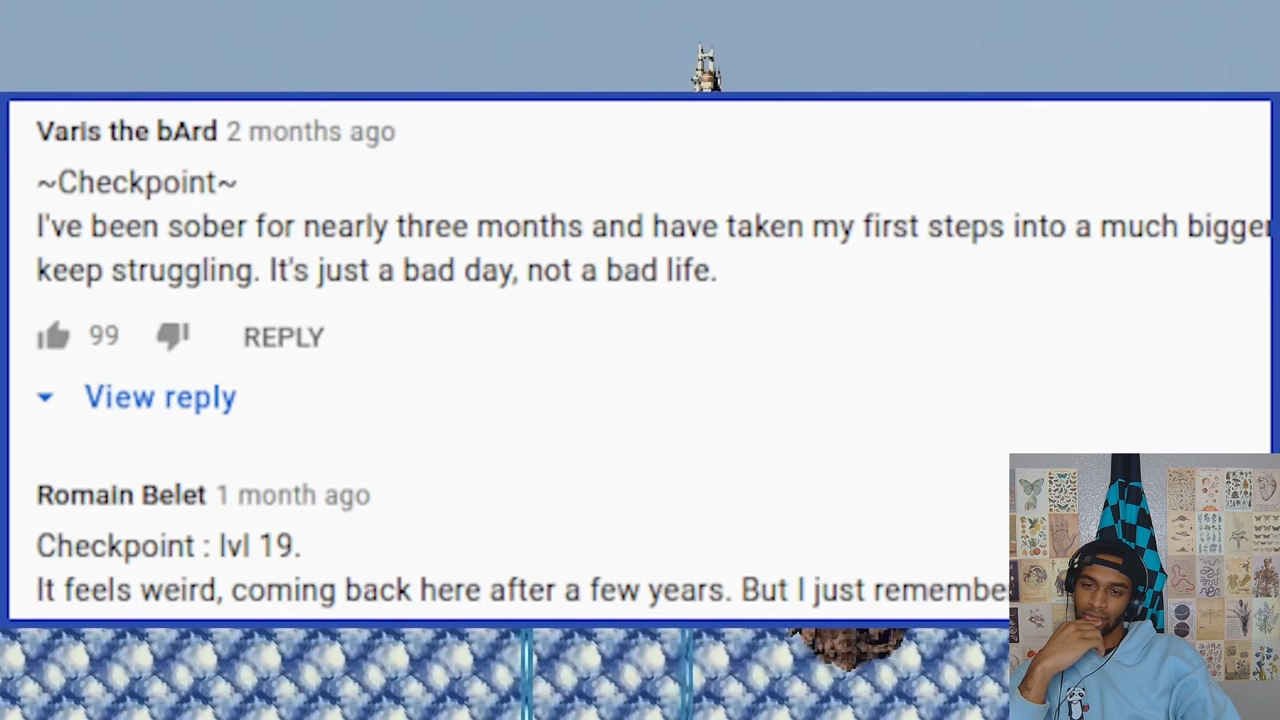 Varis the bArd 2 months ago
~Checkpoint~
I've been sober for nearly three months and have taken my first steps into a much bigger
keep struggling. It's just a bad day, not a bad life.
99 REPLY
View reply
Romain Belet 1 month ago
Checkpoint : lvl 19.
It feels weird, coming back here after a few years. But I just remembe